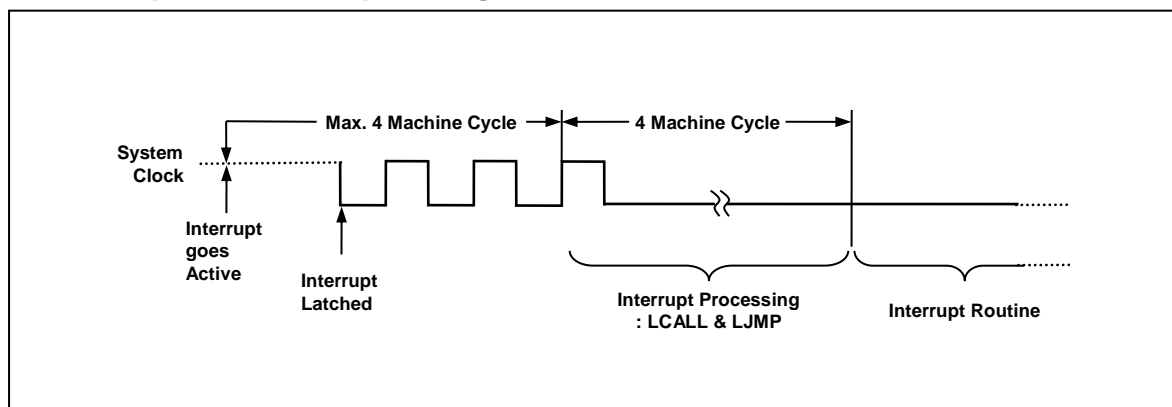 Max. 4 Machine Cycle
4 Machine Cycle
System
Clock
Interrupt
goes
Active
Interrupt
Latched
Interrupt Processing
: LCALL & LJMP
Interrupt Routine